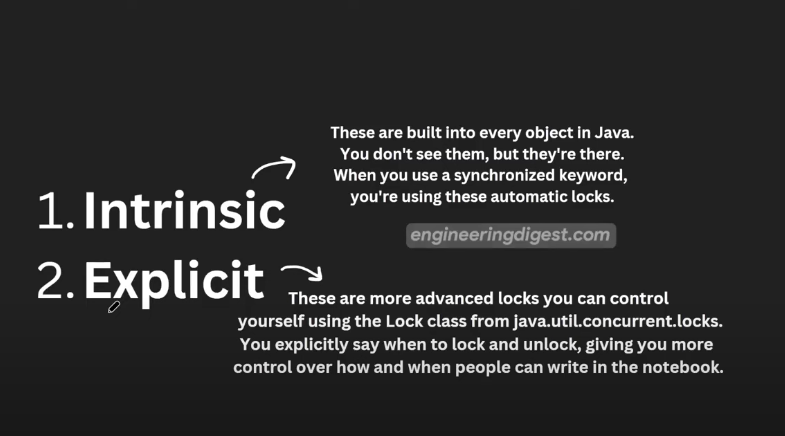 These are built into every object in Java.
You don't see them, but they're there.
When you use a synchronized keyword,
you're using these automatic locks.
1. Intrinsic
engineeringdigest.com
2. Explicit
These are more advanced locks you can control
yourself using the Lock class from java.util.concurrent.locks.
You explicitly say when to lock and unlock, giving you more
control over how and when people can write in the notebook.